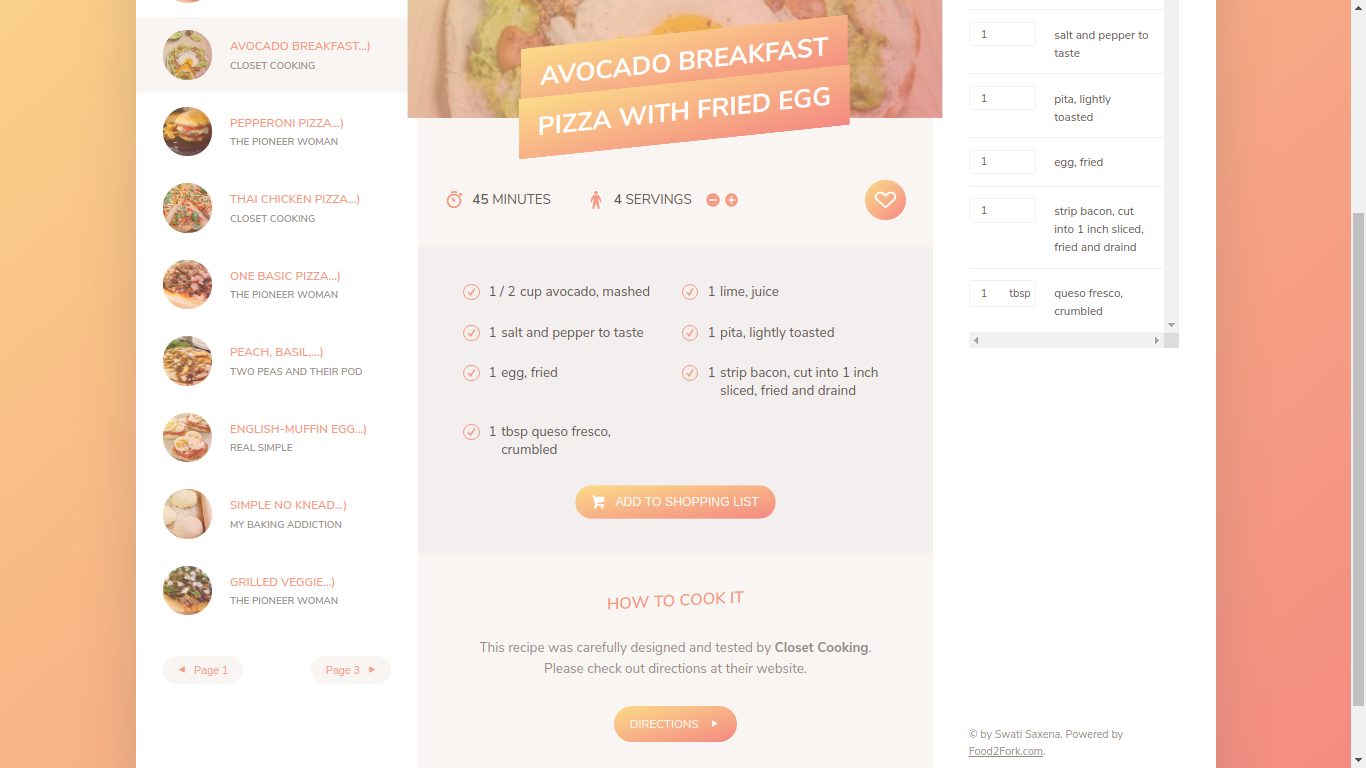 AVOCADO BREAKFAST...)
CLOSET COOKING
PEPPERONI PIZZA...)
THE PIONEER WOMAN
THAI CHICKEN PIZZA...)
CLOSET COOKING
ONE BASIC PIZZA...)
THE PIONEER WOMAN
PEACH, BASIL,...)
TWO PEAS AND THEIR POD
ENGLISH-MUFFIN EGG...)
REAL SIMPLE
SIMPLE NO KNEAD...)
MY BAKING ADDICTION
GRILLED VEGGIE...)
THE PIONEER WOMAN
Page 1
Page 3
AVOCADO BREAKFAST
PIZZA WITH FRIED EGG
45 MINUTES
4 SERVINGS
1 / 2 cup avocado, mashed
1 lime, juice
1 salt and pepper to taste
1 pita, lightly toasted
1 egg, fried
1 strip bacon, cut into 1 inch
sliced, fried and draind
1 tbsp queso fresco,
crumbled
ADD TO SHOPPING LIST
HOW TO COOK IT
This recipe was carefully designed and tested by Closet Cooking.
Please check out directions at their website.
DIRECTIONS
1 salt and pepper to
taste
1 pita, lightly
toasted
1 egg, fried
1 strip bacon, cut
into 1 inch sliced,
fried and draind
1 tbsp queso fresco,
crumbled
© by Swati Saxena. Powered by
Food2Fork.com.